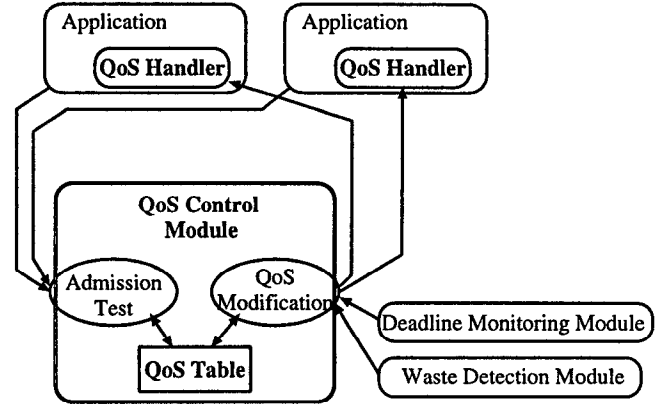 Application
QoS Handler
Application
QoS Handler
QoS Control
Module
Admission
Test
QoS
Modification
QoS Table
Deadline Monitoring Module
Waste Detection Module